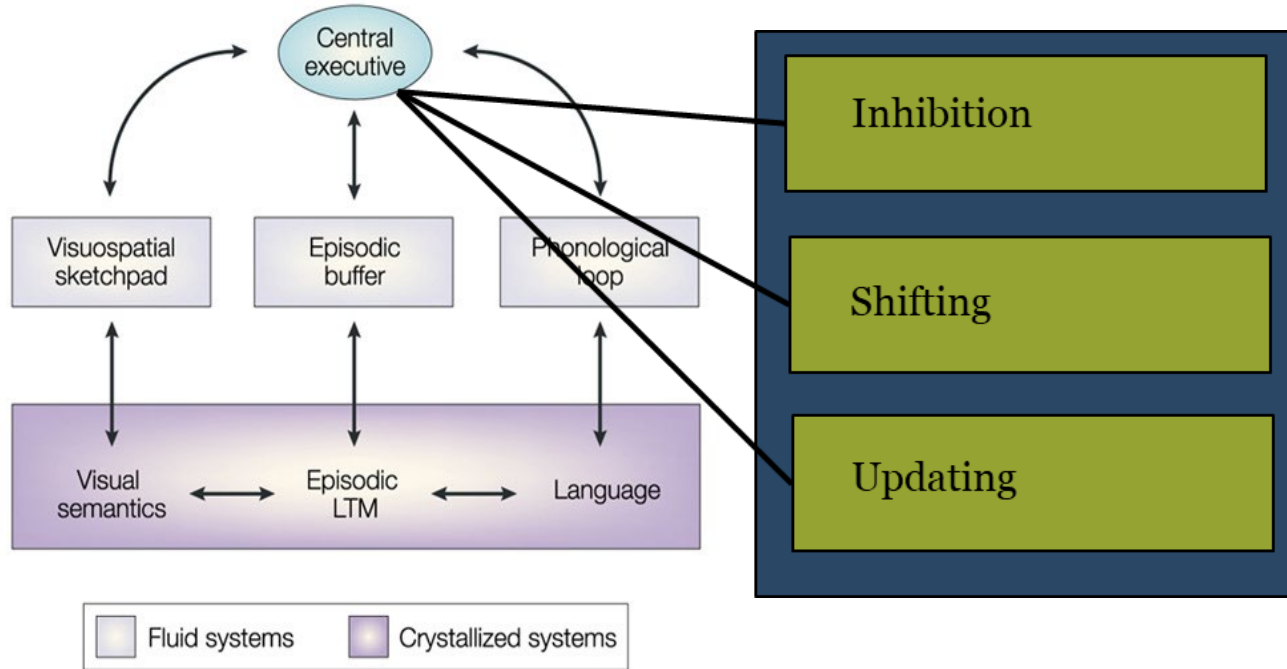 Central
executive
Inhibition
Visuospatial
sketchpad
Episodic
buffer
Phonological
loop
Shifting
Visual
semantics
Episodic
LTM
Language
Updating
Fluid systems
Crystallized systems